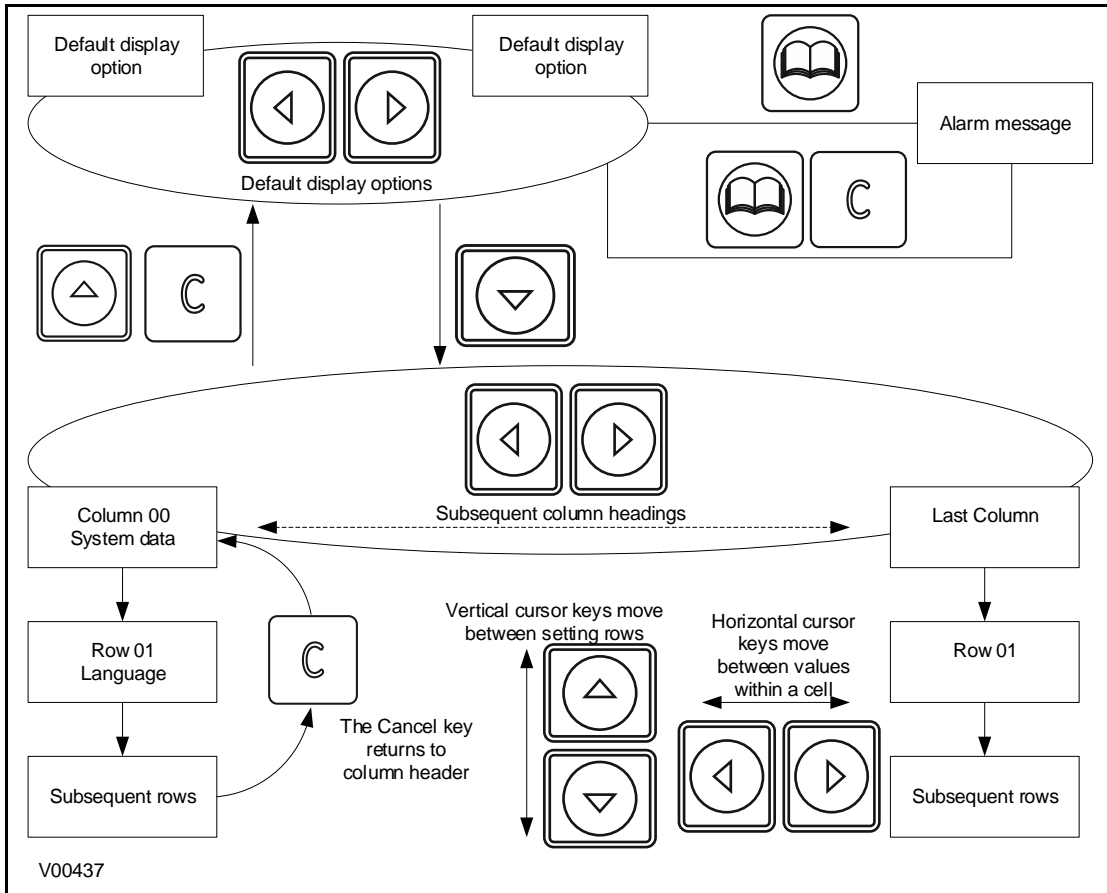 Default display
option
Default display
option
Alarm message
Default display options
C
C
Subsequent column headings
Column 00
System data
Last Column
Vertical cursor keys move
between setting rows
Horizontal cursor
keys move
between values
within a cell
Row 01
Language
C
Row 01
The Cancel key
returns to
column header
Subsequent rows
Subsequent rows
V00437